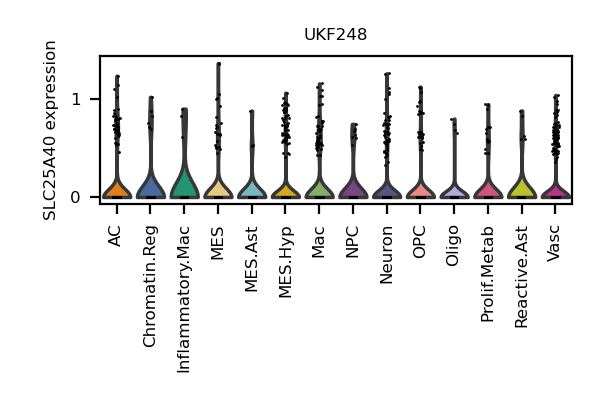 UKF248
SLC25A40 expression
1
0
AC
Chromatin.Reg
Inflammatory.Mac
MES
MES.Ast
MES.Hyp
Mac
NPC
Neuron
OPC
Oligo
Prolif.Metab
Reactive.Ast
Vasc